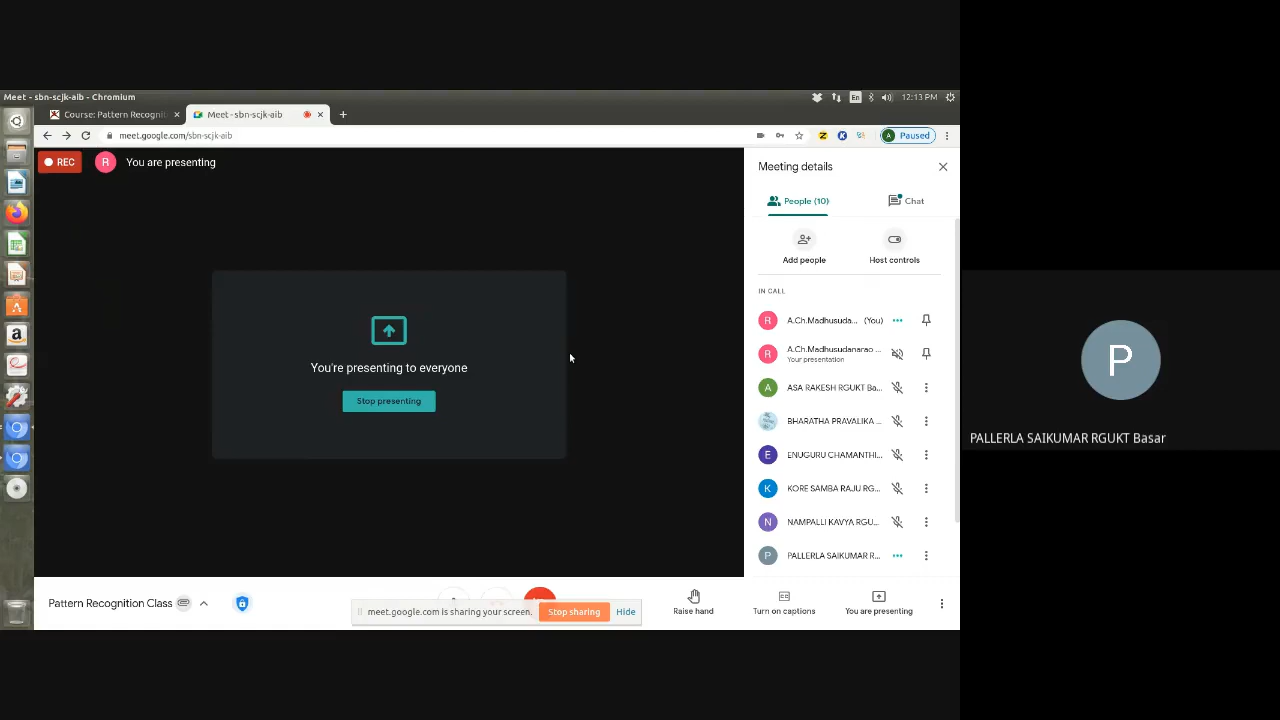 Meet - sbn-scjk-aib - Chromium
En
12:13 PM
Course: Pattern Recogniti
Meet - sbn-scjk-aib
meet.google.com/sbn-scjk-aib
A
Paused
REC
R
You are presenting
Meeting details
People (10)
Chat
Add people
Host controls
IN CALL
R
A.Ch.Madhusuda... (You)
R
A.Ch.Madhusudanarao ...
Your presentation
A
ASA RAKESH RGUKT Ba...
BHARATHA PRAVALIKA ...
E
ENUGURU CHAMANTHI...
K
KORE SAMBA RAJU RG...
N
NAMPALLI KAVYA RGU...
P
PALLERLA SAIKUMAR R...
You're presenting to everyone
Stop presenting
P
PALLERLA SAIKUMAR RGUKT Basar
Pattern Recognition Class
meet.google.com is sharing your screen.
Stop sharing
Hide
Raise hand
Turn on captions
You are presenting